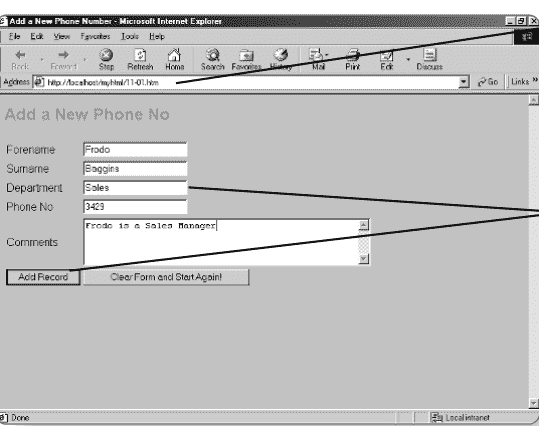 Add a New Phone Number - Microsoft Internet Explorer
File Edit View Favorites Tools Help
Back Forward Stop Refresh Home Search Favorites History Mail Print Edit Discuss
Address http://localhost/myhtml/11-01.htm Go Links »
Add a New Phone No
Forename Frodo
Surname Baggins
Department Sales
Phone No 3429
Comments Frodo is a Sales Manager
Add Record Clear Form and Start Again!
Done Local intranet